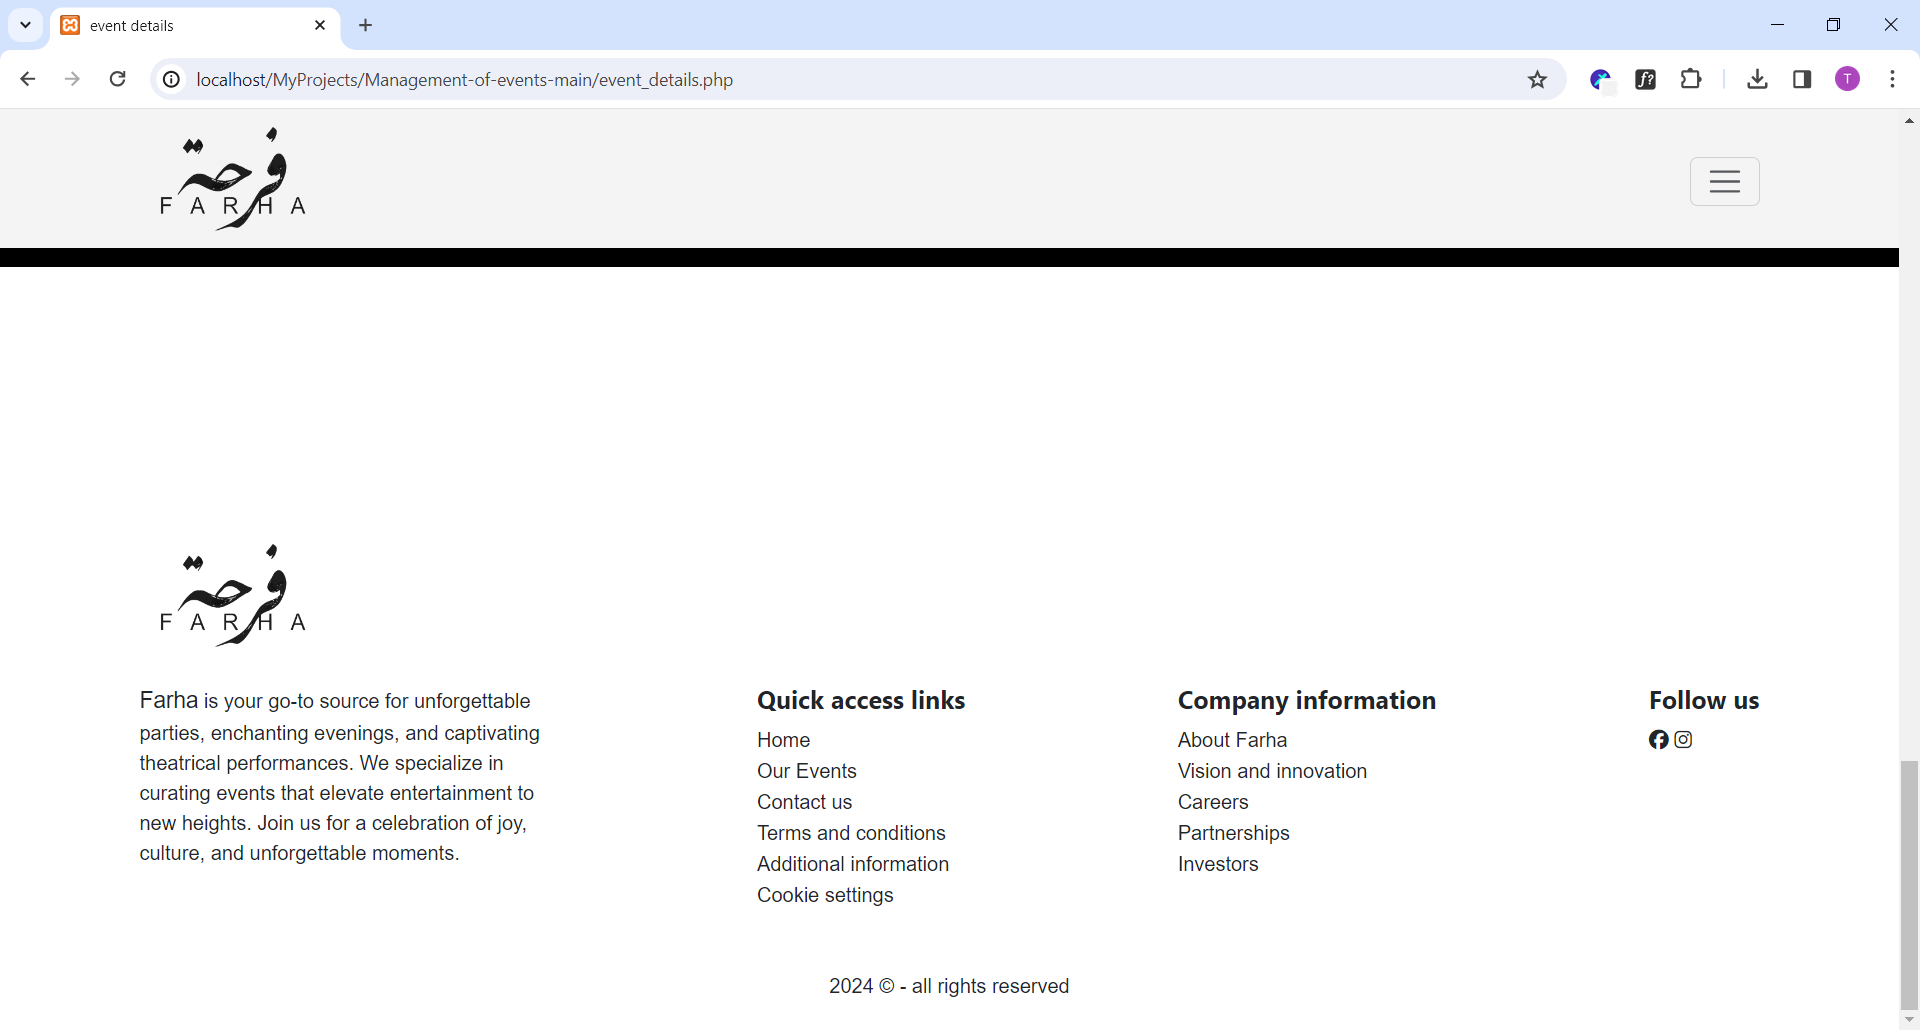 event details
localhost/MyProjects/Management-of-events-main/event_details.php
f?
T
فرحة
FARHA
فرحة
FARHA
Farha is your go-to source for unforgettable
parties, enchanting evenings, and captivating
theatrical performances. We specialize in
curating events that elevate entertainment to
new heights. Join us for a celebration of joy,
culture, and unforgettable moments.
Quick access links
Home
Our Events
Contact us
Terms and conditions
Additional information
Cookie settings
Company information
About Farha
Vision and innovation
Careers
Partnerships
Investors
Follow us
2024 © - all rights reserved